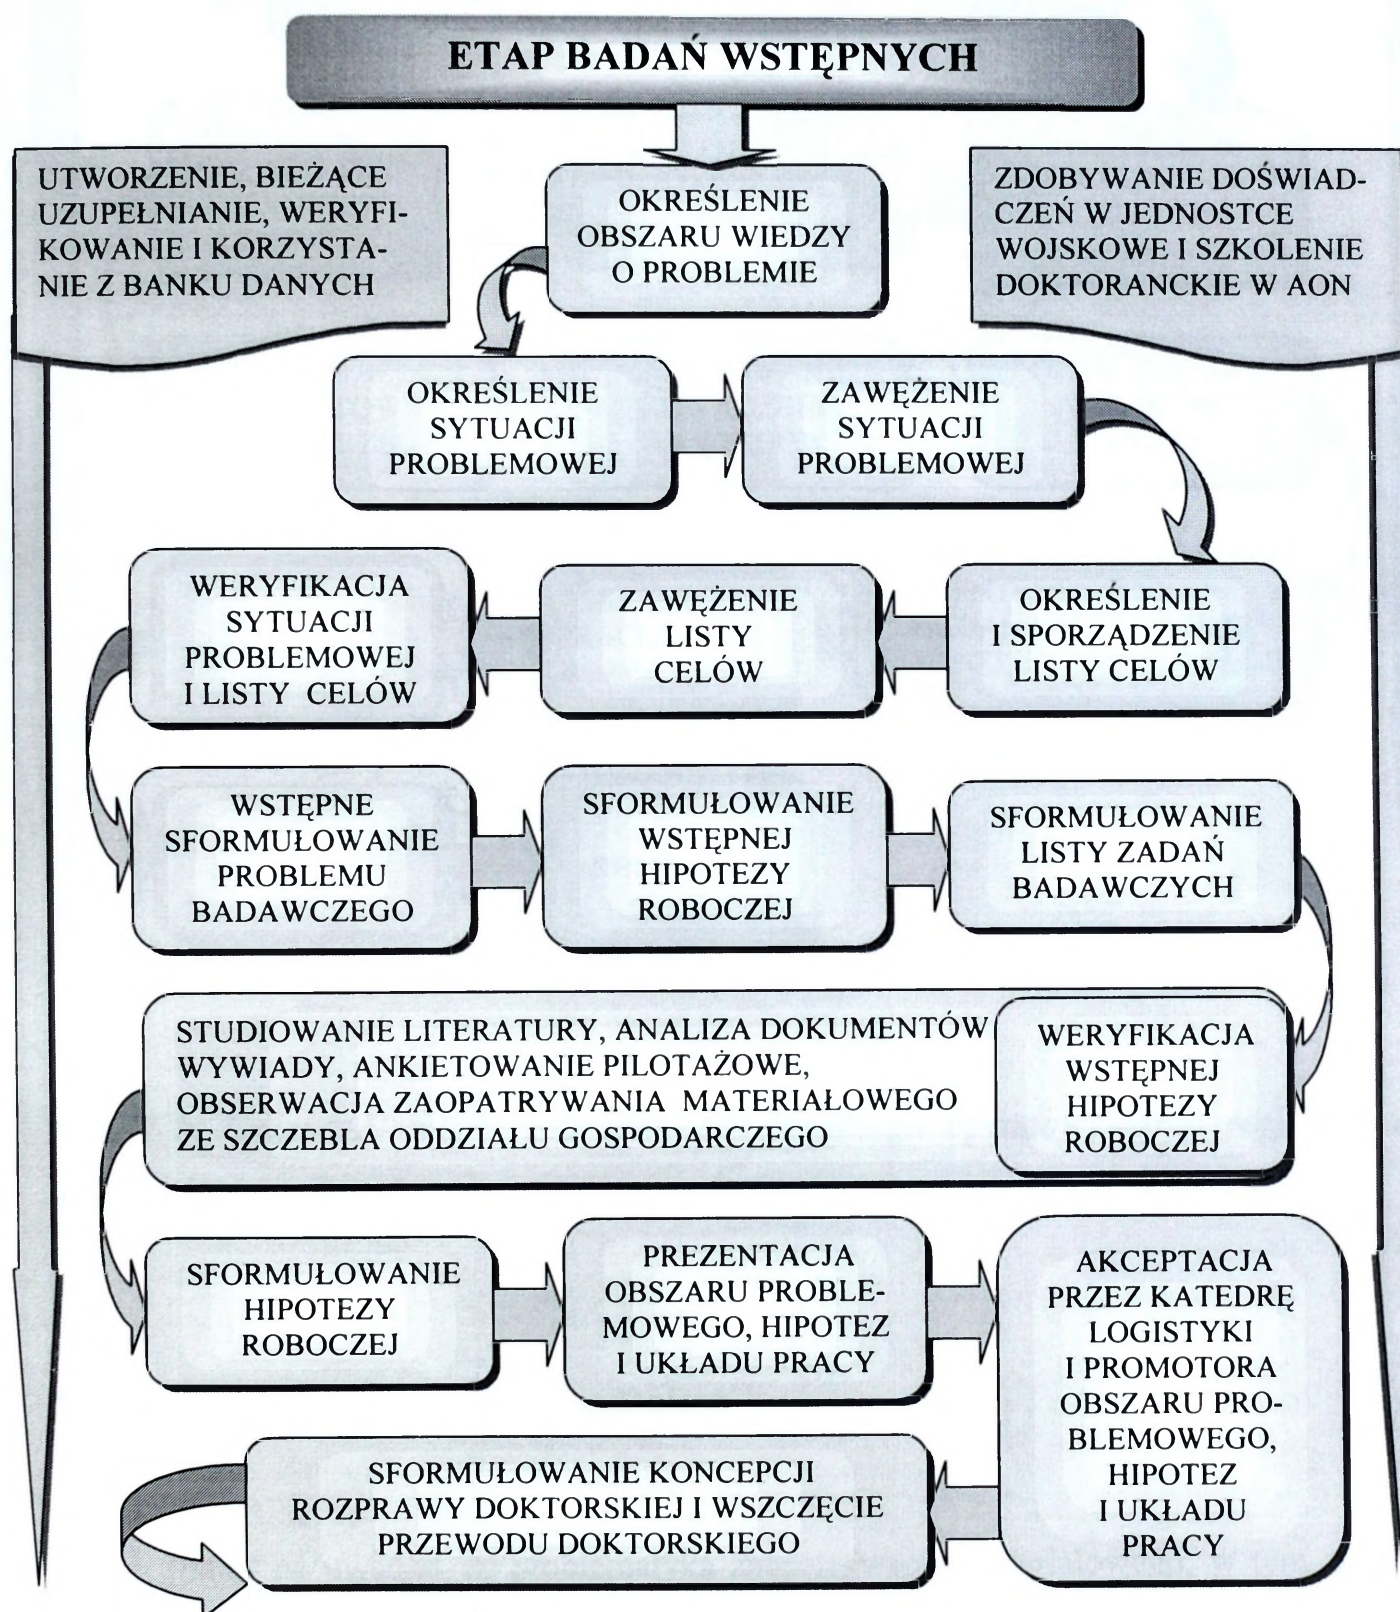 ETAP BADAŃ WSTĘPNYCH
UTWORZENIE, BIEŻĄCE
UZUPEŁNIANIE, WERYFI-
KOWANIE I KORZYSTA-
NIE Z BANKU DANYCH
OKREŚLENIE
OBSZARU WIEDZY
O PROBLEMIE
ZDOBYWANIE DOŚWIAD-
CZEŃ W JEDNOSTCE
WOJSKOWE I SZKOLENIE
DOKTORANCKIE W AON
OKREŚLENIE
SYTUACJI
PROBLEMOWEJ
ZAWĘŻENIE
SYTUACJI
PROBLEMOWEJ
OKREŚLENIE
I SPORZĄDZENIE
LISTY CELÓW
ZAWĘŻENIE
LISTY
CELÓW
WERYFIKACJA
SYTUACJI
PROBLEMOWEJ
I LISTY CELÓW
WSTĘPNE
SFORMUŁOWANIE
PROBLEMU
BADAWCZEGO
SFORMUŁOWANIE
WSTĘPNEJ
HIPOTEZY
ROBOCZEJ
SFORMUŁOWANIE
LISTY ZADAŃ
BADAWCZYCH
STUDIOWANIE LITERATURY, ANALIZA DOKUMENTÓW
WYWIADY, ANKIETOWANIE PILOTAŻOWE,
OBSERWACJA ZAOPATRYWANIA MATERIAŁOWEGO
ZE SZCZEBLA ODDZIAŁU GOSPODARCZEGO
WERYFIKACJA
WSTĘPNEJ
HIPOTEZY
ROBOCZEJ
SFORMUŁOWANIE
HIPOTEZY
ROBOCZEJ
PREZENTACJA
OBSZARU PROBLE-
MOWEGO, HIPOTEZ
I UKŁADU PRACY
AKCEPTACJA
PRZEZ KATEDRĘ
LOGISTYKI
I PROMOTORA
OBSZARU PRO-
BLEMOWEGO,
HIPOTEZ
I UKŁADU
PRACY
SFORMUŁOWANIE KONCEPCJI
ROZPRAWY DOKTORSKIEJ I WSZCZĘCIE
PRZEWODU DOKTORSKIEGO